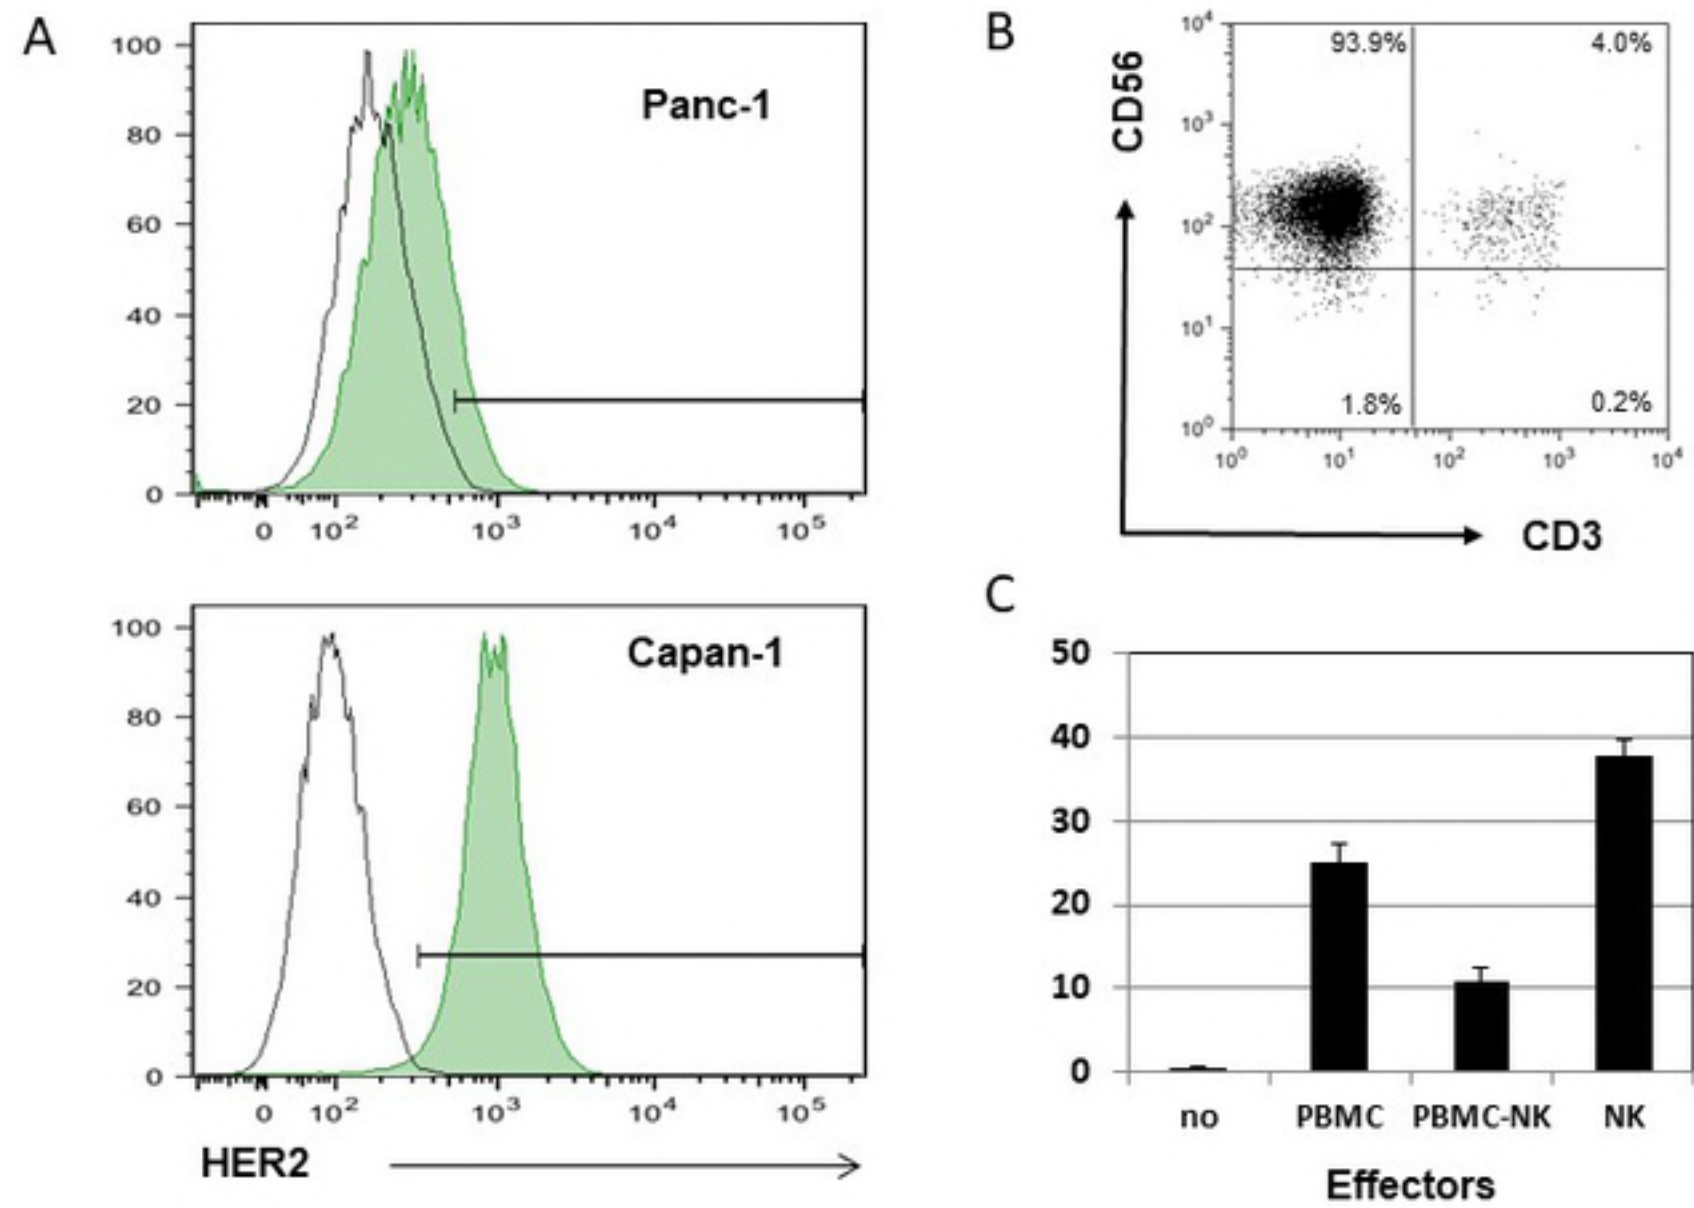 A
100
80
60
40
20
0
Panc-1
0 10² 10³ 10⁴ 10⁵
100
80
60
40
20
0
Capan-1
0 10² 10³ 10⁴ 10⁵
HER2
B
CD56
10⁴
10³
10²
10¹
10⁰
93.9% 4.0%
1.8% 0.2%
10⁰ 10¹ 10² 10³ 10⁴
CD3
C
50
40
30
20
10
0
no PBMC PBMC-NK NK
Effectors